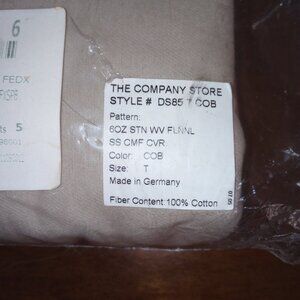 6
FEDX
5
THE COMPANY STORE
STYLE # DS85 T COB
Pattern:
6OZ STN WV FLNNL
SS CMF CVR
Color: COB
Size: T
Made in Germany
Fiber Content:100% Cotton